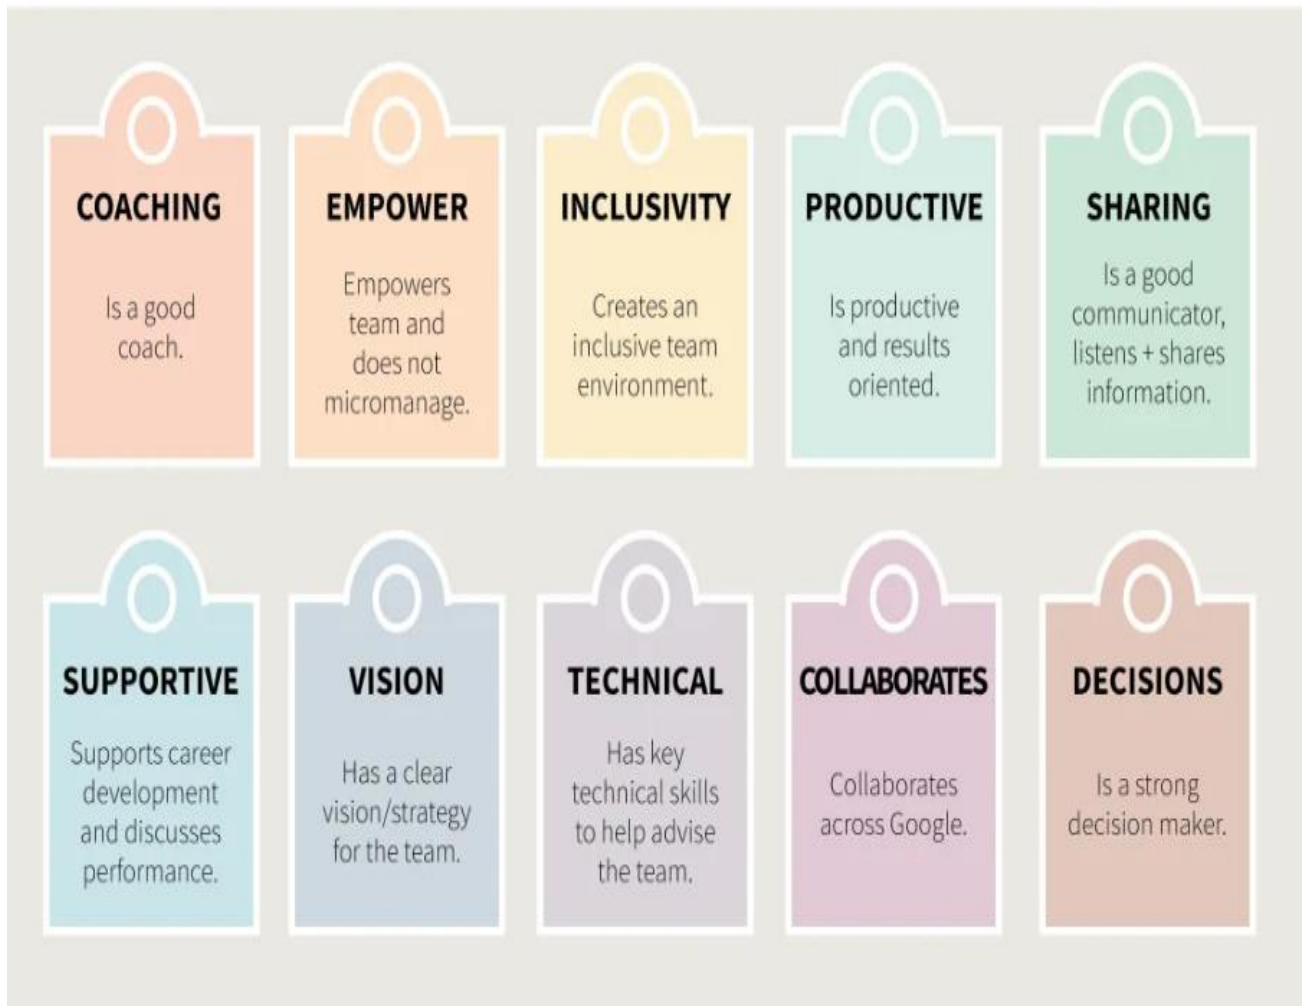 COACHING
Is a good
coach.
EMPOWER
Empowers
team and
does not
micromanage.
INCLUSIVITY
Creates an
inclusive team
environment.
PRODUCTIVE
Is productive
and results
oriented.
SHARING
Is a good
communicator,
listens + shares
information.
SUPPORTIVE
Supports career
development
and discusses
performance.
VISION
Has a clear
vision/strategy
for the team.
TECHNICAL
Has key
technical skills
to help advise
the team.
COLLABORATES
Collaborates
across Google.
DECISIONS
Is a strong
decision maker.